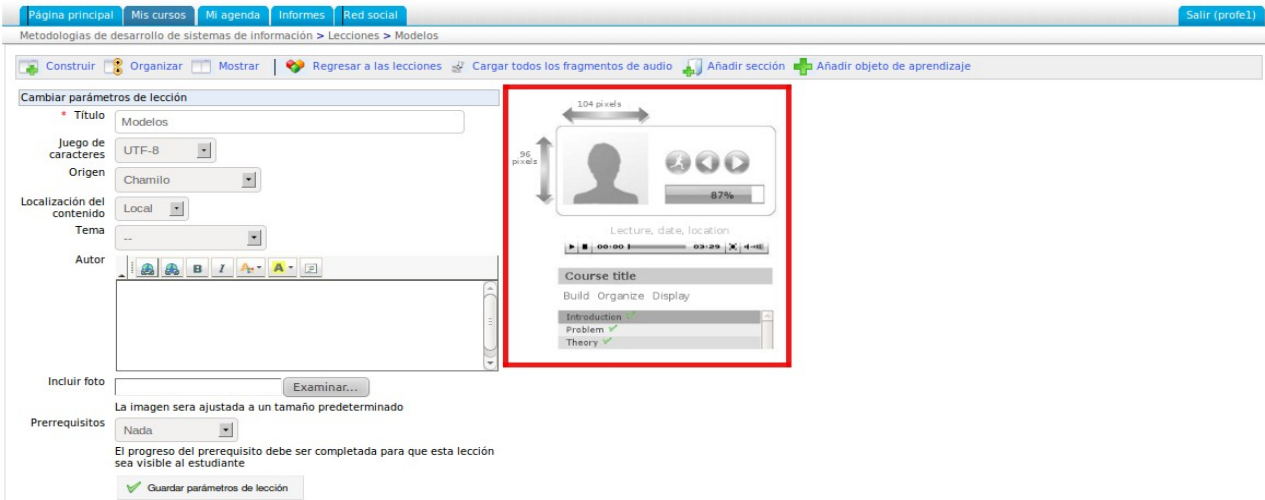 Página principal Mis cursos Mi agenda Informes Red social Salir (profe1)
Metodologias de desarrollo de sistemas de información > Lecciones > Modelos
Construir Organizar Mostrar | Regresar a las lecciones Cargar todos los fragmentos de audio Añadir sección Añadir objeto de aprendizaje
Cambiar parámetros de lección
* Título Modelos
Juego de caracteres UTF-8
Origen Chamilo
Localización del contenido Local
Tema --
Autor
B I A
Incluir foto Examinar...
La imagen sera ajustada a un tamaño predeterminado
Prerrequisitos Nada
El progreso del prerequisito debe ser completada para que esta lección
sea visible al estudiante
Guardar parámetros de lección
104 pixels
96
pixels
87%
Lecture, date, location
00:00 03:29
Course title
Build Organize Display
Introduction
Problem
Theory